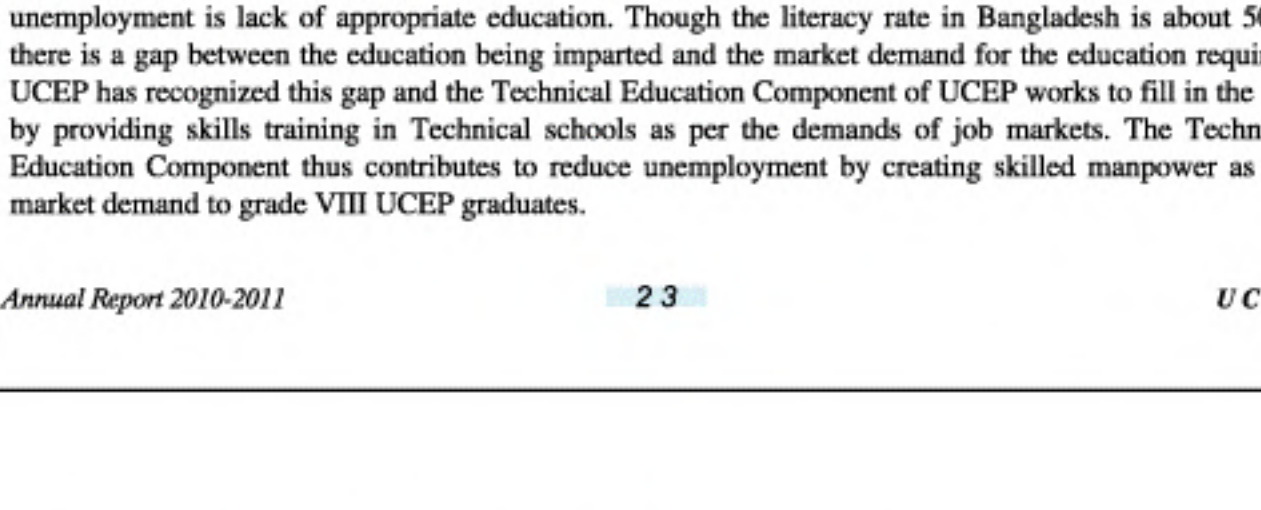 unemployment is lack of appropriate education. Though the literacy rate in Bangladesh is about
there is a gap between the education being imparted and the market demand for the education
UCEP has recognized this gap and the Technical Education Component of UCEP works to fill in the
by providing skills training in Technical schools as per the demands of job markets. The Techn
Education Component thus contributes to reduce unemployment by creating skilled manpower as
market demand to grade VIII UCEP graduates.
Annual Report 2010-2011 23 UC